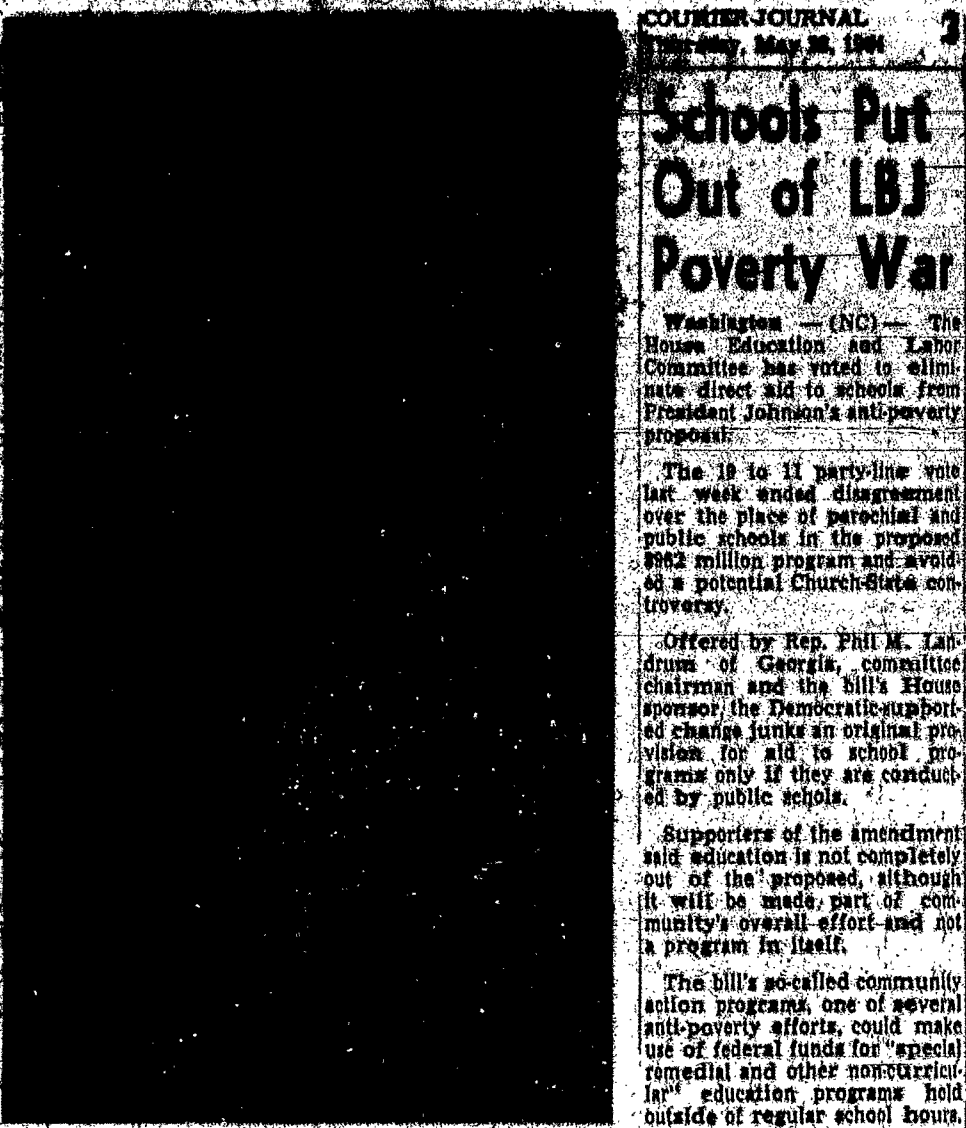 COURIER-JOURNAL 3
Thursday, May 28, 1964
Schools Put
Out of LBJ
Poverty War
Washington — (NC) — The
House Education and Labor
Committee has voted to elimi-
nate direct aid to schools from
President Johnson's anti-poverty
proposal.
The 19 to 11 party-line vote
last week ended disagreement
over the place of parochial and
public schools in the proposed
$962 million program and avoid-
ed a potential Church-State con-
troversy.
Offered by Rep. Phil M. Lan-
drum of Georgia, committee
chairman and the bill's House
sponsor, the Democratic-support-
ed change junks an original pro-
vision for aid to school pro-
grams only if they are conduct-
ed by public schols.
Supporters of the amendment
said education is not completely
out of the proposed, although
it will be made part of com-
munity's overall effort and not
a program in itself.
The bill's so-called community
action programs, one of several
anti-poverty efforts, could make
use of federal funds for "special
remedial and other noncurricu-
lar" education programs held
outside of regular school hours.